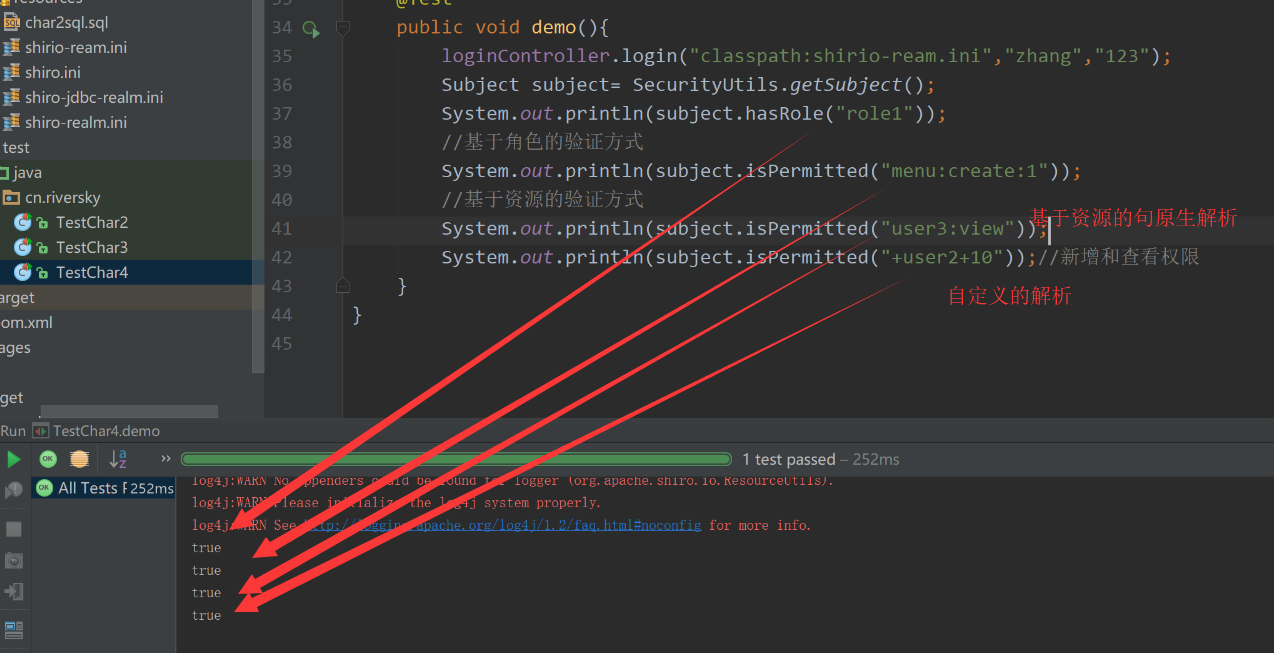 resources
char2sql.sql
shirio-ream.ini
shiro.ini
shiro-jdbc-realm.ini
shiro-realm.ini
test
java
cn.riversky
TestChar2
TestChar3
TestChar4
arget
om.xml
ages
get
@Test
34 public void demo(){
35 loginController.login("classpath:shirio-ream.ini","zhang","123");
36 Subject subject= SecurityUtils.getSubject();
37 System.out.println(subject.hasRole("role1"));
38 //基于角色的验证方式
39 System.out.println(subject.isPermitted("menu:create:1"));
40 //基于资源的验证方式
41 System.out.println(subject.isPermitted("user3:view"));
基于资源的句原生解析
42 System.out.println(subject.isPermitted("+user2+10"));//新增和查看权限
43 }
自定义的解析
44 }
45
Run TestChar4.demo
OK
1 test passed – 252ms
OK All Tests P 252ms
log4j:WARN No appenders could be found for logger (org.apache.shiro.io.ResourceUtils).
log4j:WARN Please initialize the log4j system properly.
log4j:WARN See http://logging.apache.org/log4j/1.2/faq.html#noconfig for more info.
true
true
true
true